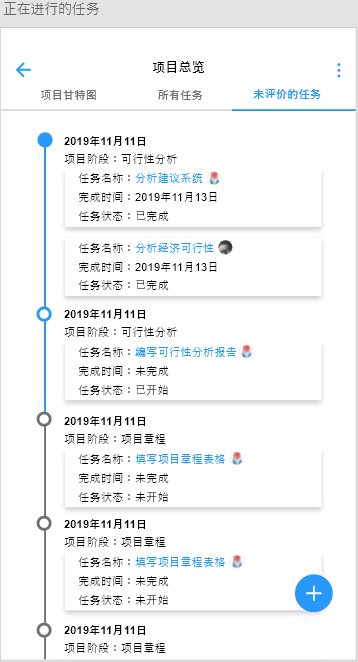 正在进行的任务
项目总览
项目甘特图 所有任务 未评价的任务
2019年11月11日
项目阶段：可行性分析
任务名称：分析建议系统
完成时间：2019年11月13日
任务状态：已完成
任务名称：分析经济可行性
完成时间：2019年11月13日
任务状态：已完成
2019年11月11日
项目阶段：可行性分析
任务名称：编写可行性分析报告
完成时间：未完成
任务状态：已开始
2019年11月11日
项目阶段：项目章程
任务名称：填写项目章程表格
完成时间：未完成
任务状态：未开始
2019年11月11日
项目阶段：项目章程
任务名称：填写项目章程表格
完成时间：未完成
任务状态：未开始
2019年11月11日
项目阶段：项目章程